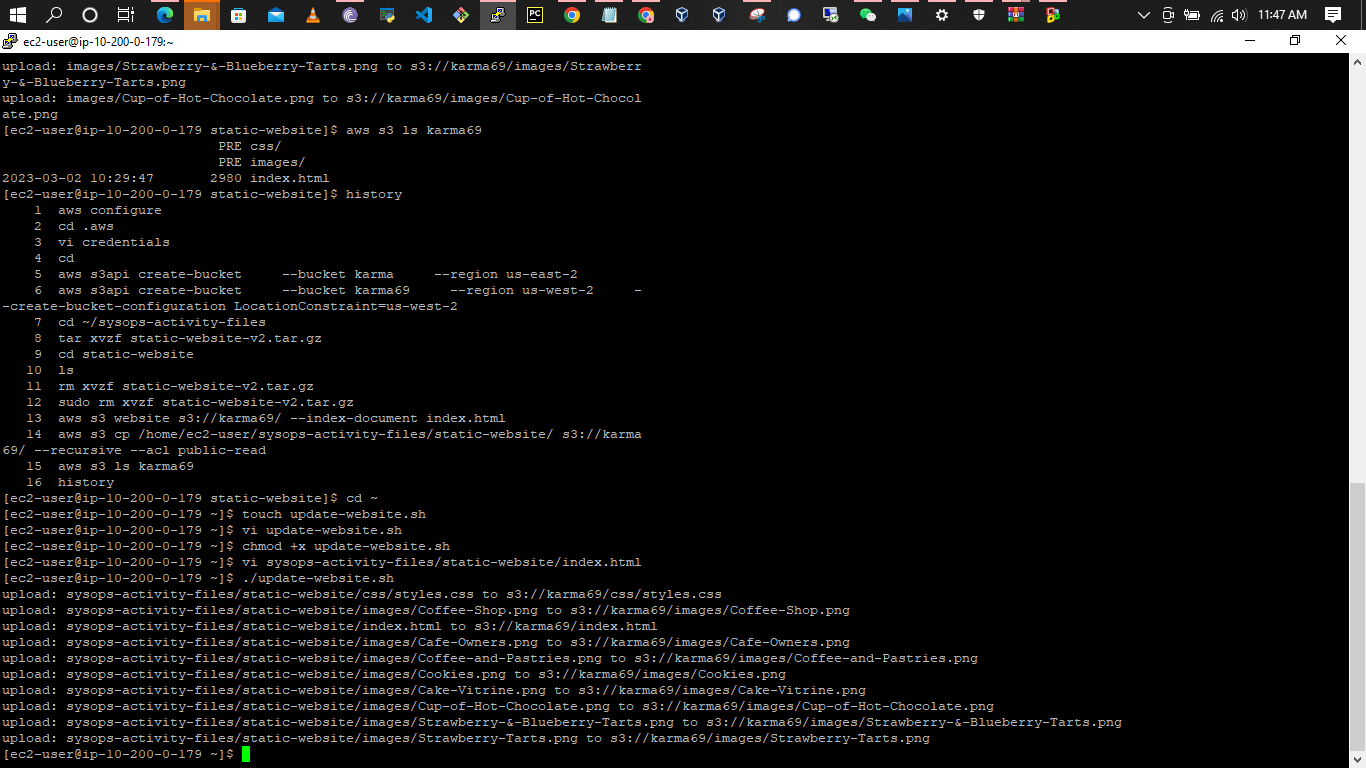 11:47 AM
ec2-user@ip-10-200-0-179:~
upload: images/Strawberry-&-Blueberry-Tarts.png to s3://karma69/images/Strawberr
y-&-Blueberry-Tarts.png
upload: images/Cup-of-Hot-Chocolate.png to s3://karma69/images/Cup-of-Hot-Chocol
ate.png
[ec2-user@ip-10-200-0-179 static-website]$ aws s3 ls karma69
PRE css/
PRE images/
2023-03-02 10:29:47       2980 index.html
[ec2-user@ip-10-200-0-179 static-website]$ history
1  aws configure
2  cd .aws
3  vi credentials
4  cd
5  aws s3api create-bucket     --bucket karma     --region us-east-2
6  aws s3api create-bucket     --bucket karma69     --region us-west-2     -
-create-bucket-configuration LocationConstraint=us-west-2
7  cd ~/sysops-activity-files
8  tar xvzf static-website-v2.tar.gz
9  cd static-website
10  ls
11  rm xvzf static-website-v2.tar.gz
12  sudo rm xvzf static-website-v2.tar.gz
13  aws s3 website s3://karma69/ --index-document index.html
14  aws s3 cp /home/ec2-user/sysops-activity-files/static-website/ s3://karma
69/ --recursive --acl public-read
15  aws s3 ls karma69
16  history
[ec2-user@ip-10-200-0-179 static-website]$ cd ~
[ec2-user@ip-10-200-0-179 ~]$ touch update-website.sh
[ec2-user@ip-10-200-0-179 ~]$ vi update-website.sh
[ec2-user@ip-10-200-0-179 ~]$ chmod +x update-website.sh
[ec2-user@ip-10-200-0-179 ~]$ vi sysops-activity-files/static-website/index.html
[ec2-user@ip-10-200-0-179 ~]$ ./update-website.sh
upload: sysops-activity-files/static-website/css/styles.css to s3://karma69/css/styles.css
upload: sysops-activity-files/static-website/images/Coffee-Shop.png to s3://karma69/images/Coffee-Shop.png
upload: sysops-activity-files/static-website/index.html to s3://karma69/index.html
upload: sysops-activity-files/static-website/images/Cafe-Owners.png to s3://karma69/images/Cafe-Owners.png
upload: sysops-activity-files/static-website/images/Coffee-and-Pastries.png to s3://karma69/images/Coffee-and-Pastries.png
upload: sysops-activity-files/static-website/images/Cookies.png to s3://karma69/images/Cookies.png
upload: sysops-activity-files/static-website/images/Cake-Vitrine.png to s3://karma69/images/Cake-Vitrine.png
upload: sysops-activity-files/static-website/images/Cup-of-Hot-Chocolate.png to s3://karma69/images/Cup-of-Hot-Chocolate.png
upload: sysops-activity-files/static-website/images/Strawberry-&-Blueberry-Tarts.png to s3://karma69/images/Strawberry-&-Blueberry-Tarts.png
upload: sysops-activity-files/static-website/images/Strawberry-Tarts.png to s3://karma69/images/Strawberry-Tarts.png
[ec2-user@ip-10-200-0-179 ~]$